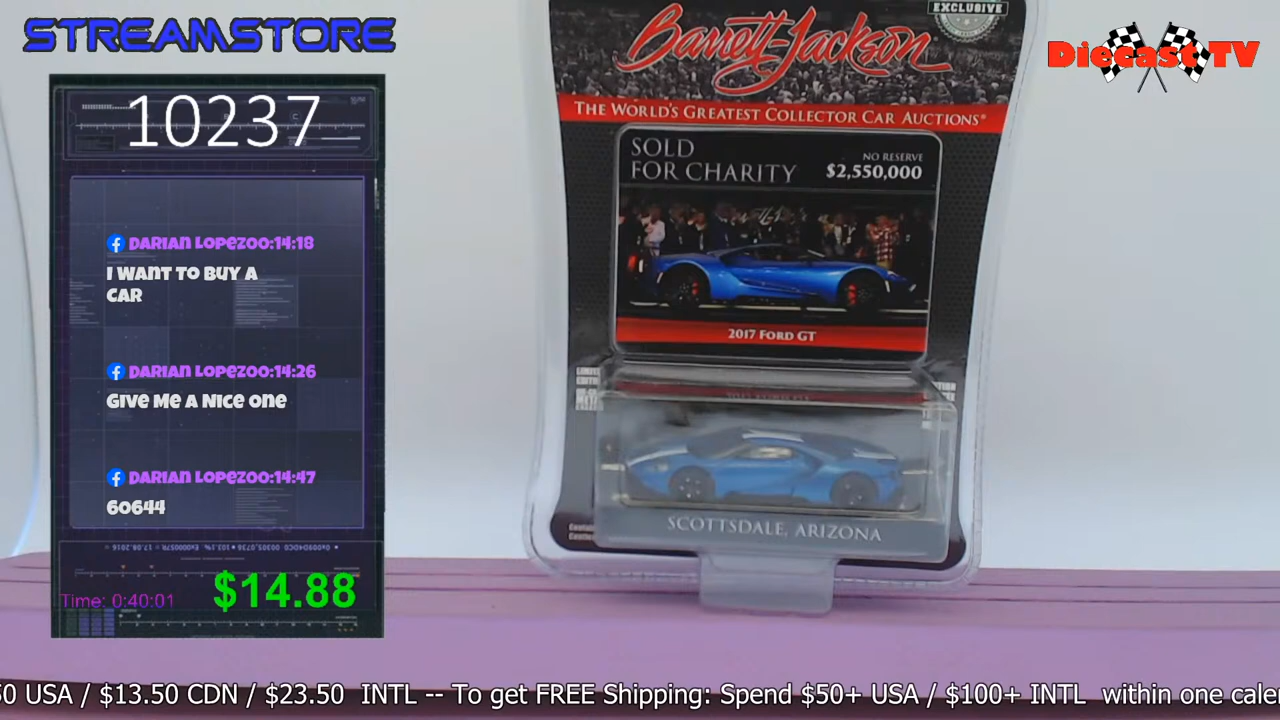 STREAMSTORE
10237
DARIAN LOPEZ00:14:18
I WANT TO BUY A
CAR
DARIAN LOPEZ00:14:26
GIVE ME A NICE ONE
DARIAN LOPEZ00:14:47
60644
Time: 0:40:01
$14.88
EXCLUSIVE
Barrett-Jackson
THE WORLD'S GREATEST COLLECTOR CAR AUCTIONS®
SOLD
FOR CHARITY
NO RESERVE
$2,550,000
2017 FORD GT
SCOTTSDALE, ARIZONA
Diecast TV
50 USA / $13.50 CDN / $23.50 INTL -- To get FREE Shipping: Spend $50+ USA / $100+ INTL within one cale